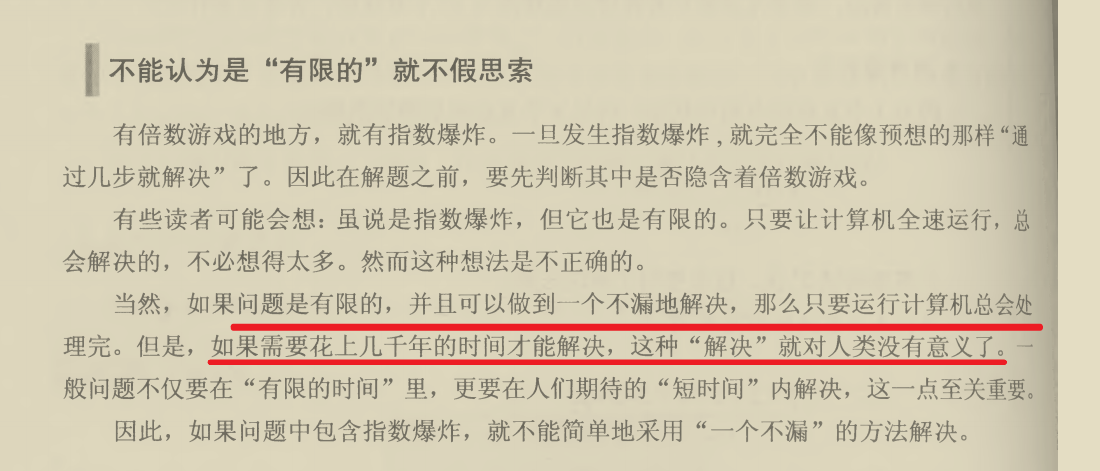 不能认为是“有限的”就不假思索
有倍数游戏的地方，就有指数爆炸。一旦发生指数爆炸，就完全不能像预想的那样“通
过几步就解决”了。因此在解题之前，要先判断其中是否隐含着倍数游戏。
有些读者可能会想：虽说是指数爆炸，但它也是有限的。只要让计算机全速运行，总
会解决的，不必想得太多。然而这种想法是不正确的。
当然，如果问题是有限的，并且可以做到一个不漏地解决，那么只要运行计算机总会处
理完。但是，如果需要花上几千年的时间才能解决，这种“解决”就对人类没有意义了。一
般问题不仅要在“有限的时间”里，更要在人们期待的“短时间”内解决，这一点至关重要。
因此，如果问题中包含指数爆炸，就不能简单地采用“一个不漏”的方法解决。